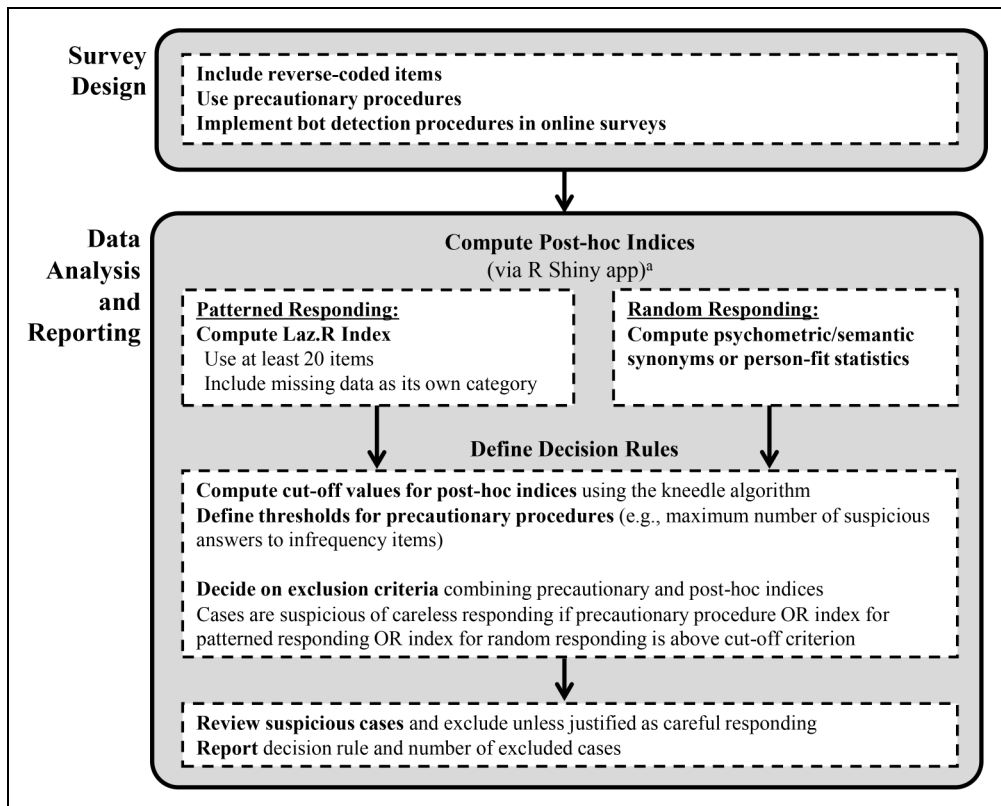 Survey
Design
Include reverse-coded items
Use precautionary procedures
Implement bot detection procedures in online surveys
Data
Analysis
and
Reporting
Compute Post-hoc Indices
(via R Shiny app)ᵃ
Patterned Responding:
Compute Laz.R Index
Use at least 20 items
Include missing data as its own category
Random Responding:
Compute psychometric/semantic
synonyms or person-fit statistics
Define Decision Rules
Compute cut-off values for post-hoc indices using the kneedle algorithm
Define thresholds for precautionary procedures (e.g., maximum number of suspicious
answers to infrequency items)
Decide on exclusion criteria combining precautionary and post-hoc indices
Cases are suspicious of careless responding if precautionary procedure OR index for
patterned responding OR index for random responding is above cut-off criterion
Review suspicious cases and exclude unless justified as careful responding
Report decision rule and number of excluded cases